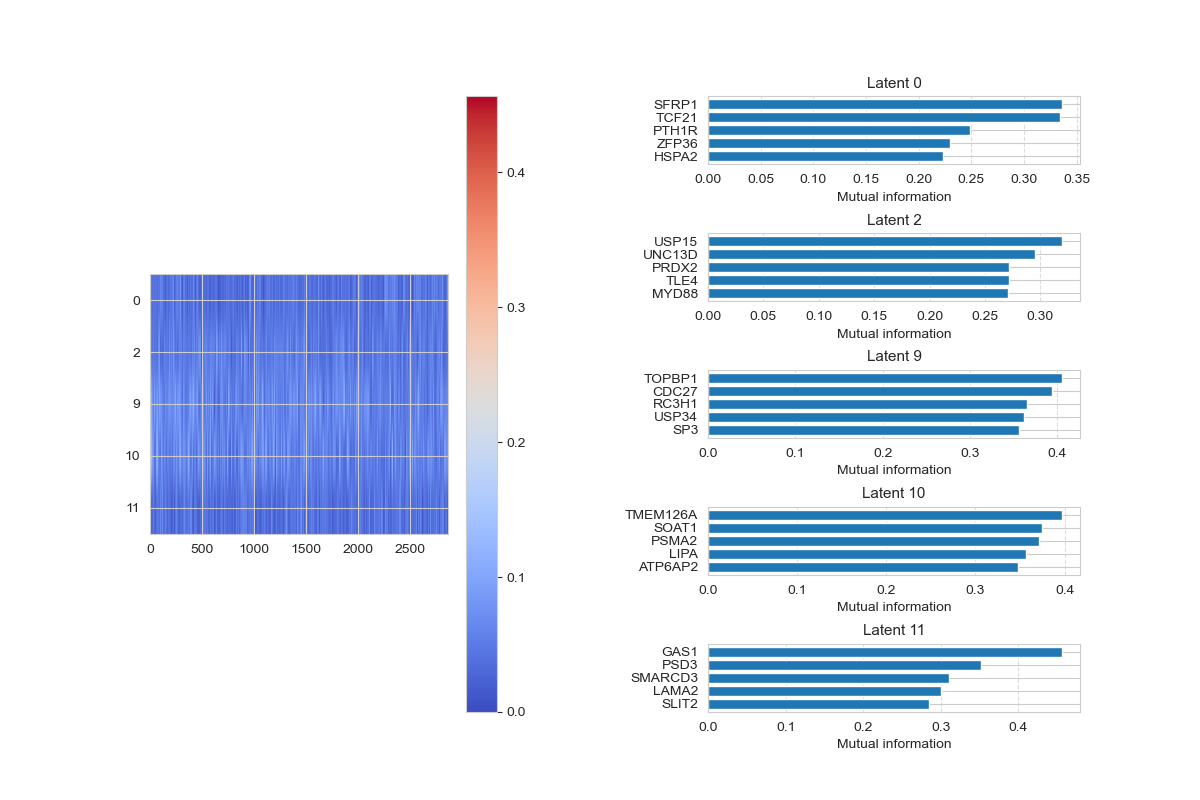 0
2
9
10
11
0 500 1000 1500 2000 2500
0.4
0.3
0.2
0.1
0.0
Latent 0
SFRP1
TCF21
PTH1R
ZFP36
HSPA2
0.00 0.05 0.10 0.15 0.20 0.25 0.30 0.35
Mutual information
Latent 2
USP15
UNC13D
PRDX2
TLE4
MYD88
0.00 0.05 0.10 0.15 0.20 0.25 0.30
Mutual information
Latent 9
TOPBP1
CDC27
RC3H1
USP34
SP3
0.0 0.1 0.2 0.3 0.4
Mutual information
Latent 10
TMEM126A
SOAT1
PSMA2
LIPA
ATP6AP2
0.0 0.1 0.2 0.3 0.4
Mutual information
Latent 11
GAS1
PSD3
SMARCD3
LAMA2
SLIT2
0.0 0.1 0.2 0.3 0.4
Mutual information